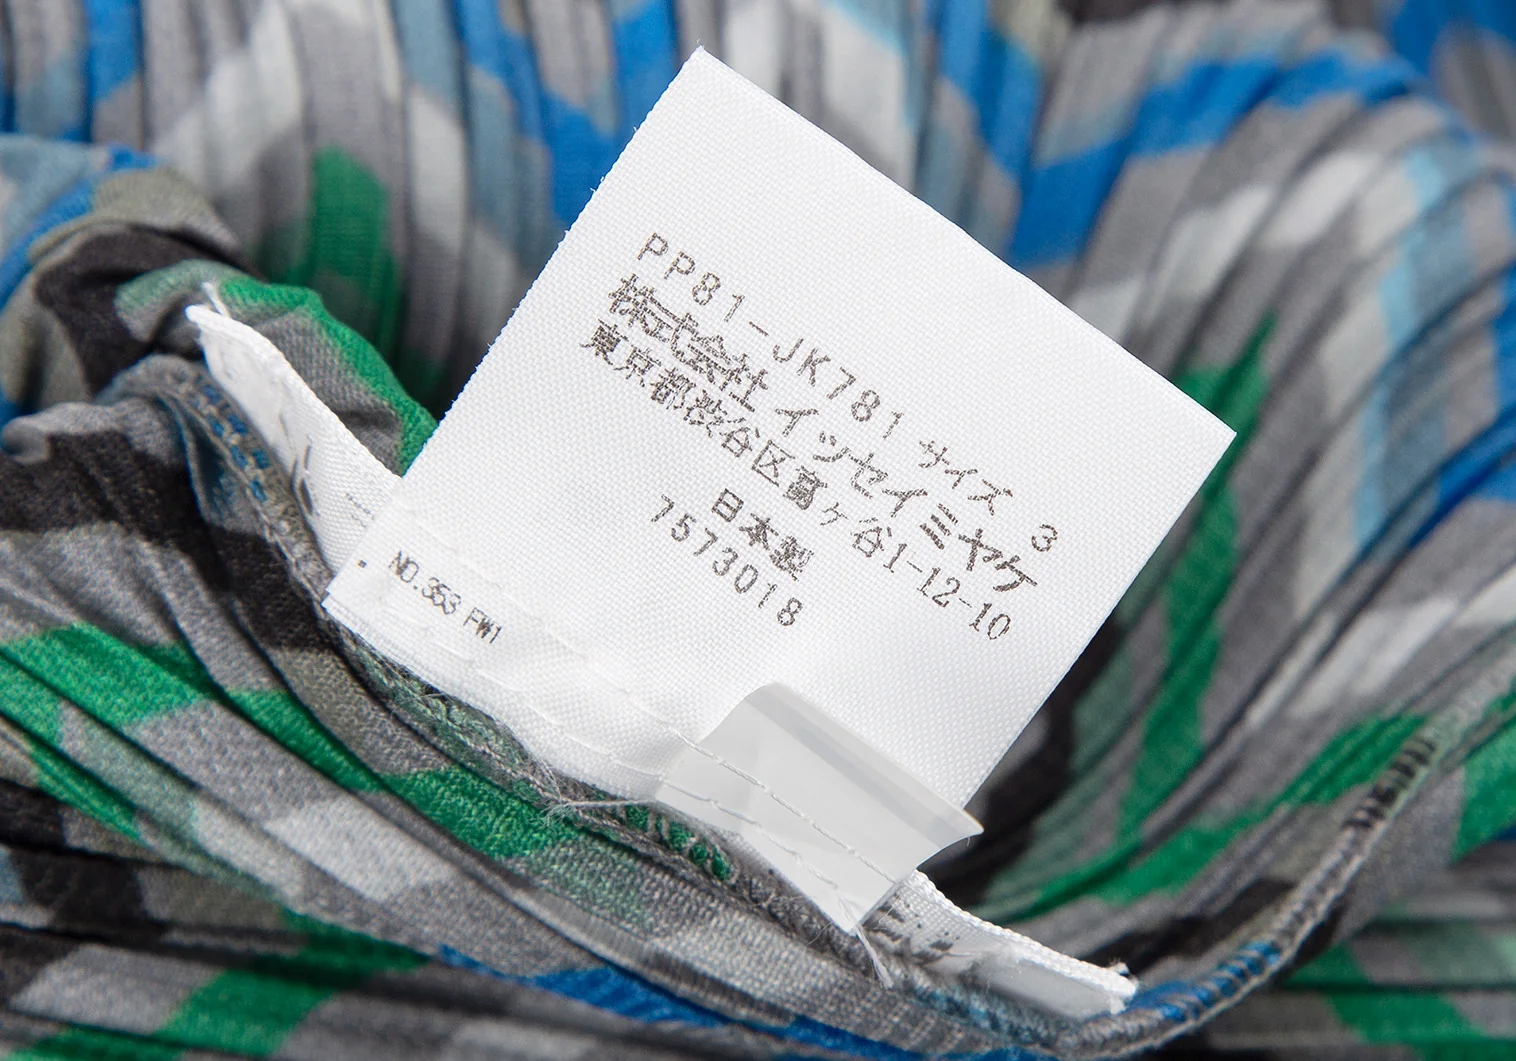 PP81-JK781 サイズ 3
株式会社 イッセイミヤケ
東京都渋谷区富ヶ谷1-12-10
日本製
7573018
NO.353 FW1